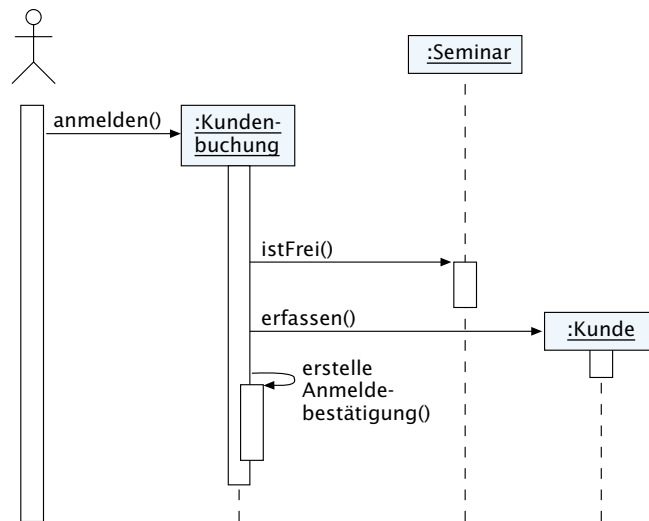 :Seminar
anmelden()
:Kunden-
buchung
istFrei()
erfassen()
:Kunde
erstelle
Anmelde-
bestätigung()